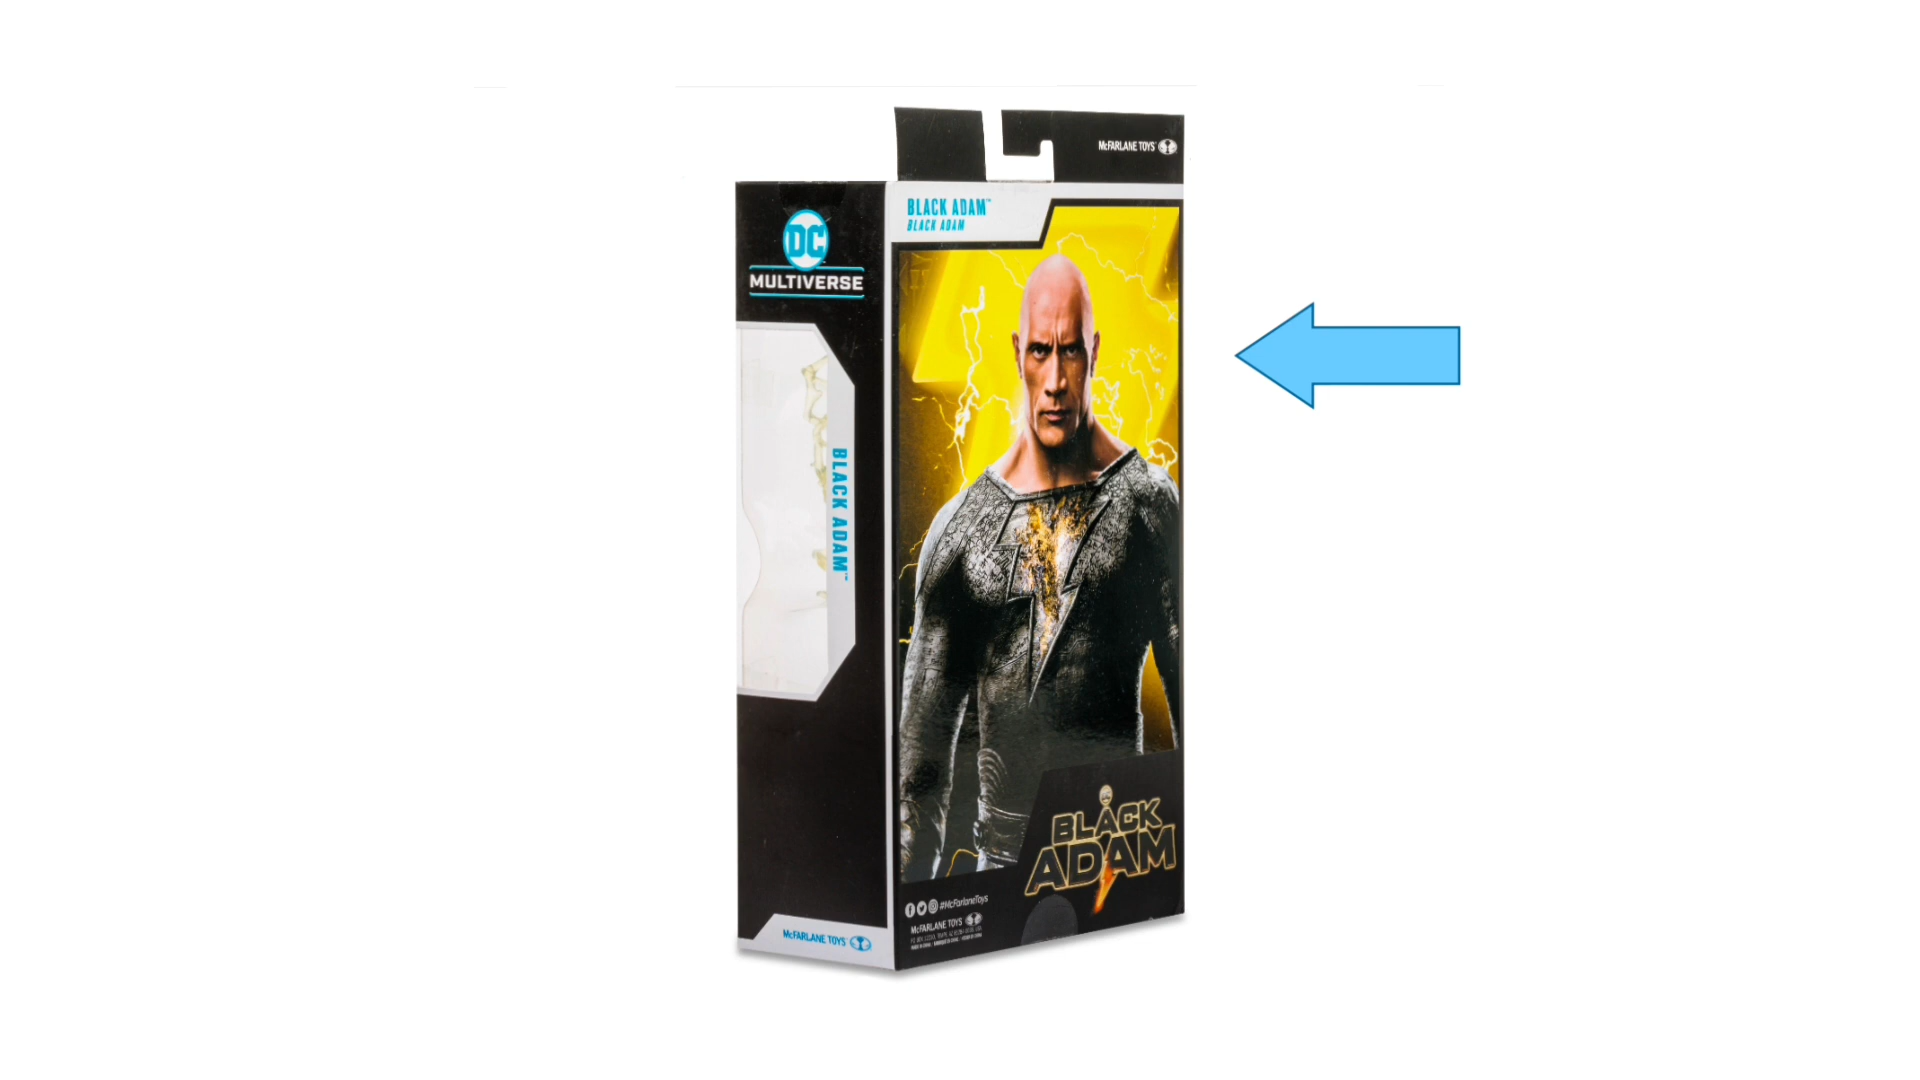 McFARLANE TOYS
DC
MULTIVERSE
BLACK ADAM™
BLACK ADAM
BLACK ADAM™
BLACK
ADAM
#McFarlaneToys
McFARLANE TOYS
McFARLANE TOYS